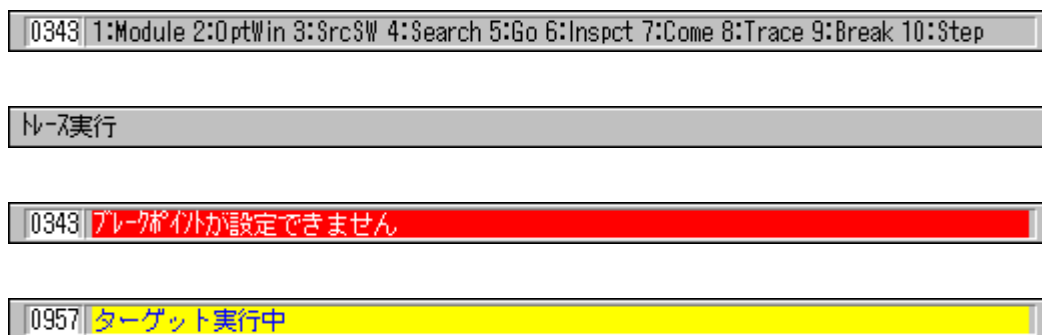 0343 1:Module 2:OptWin 3:SrcSW 4:Search 5:Go 6:Inspct 7:Come 8:Trace 9:Break 10:Step
ﾄﾚｰｽ実行
0343 ﾌﾞﾚｰｸﾎﾟｲﾝﾄが設定できません
0957 ターゲット実行中